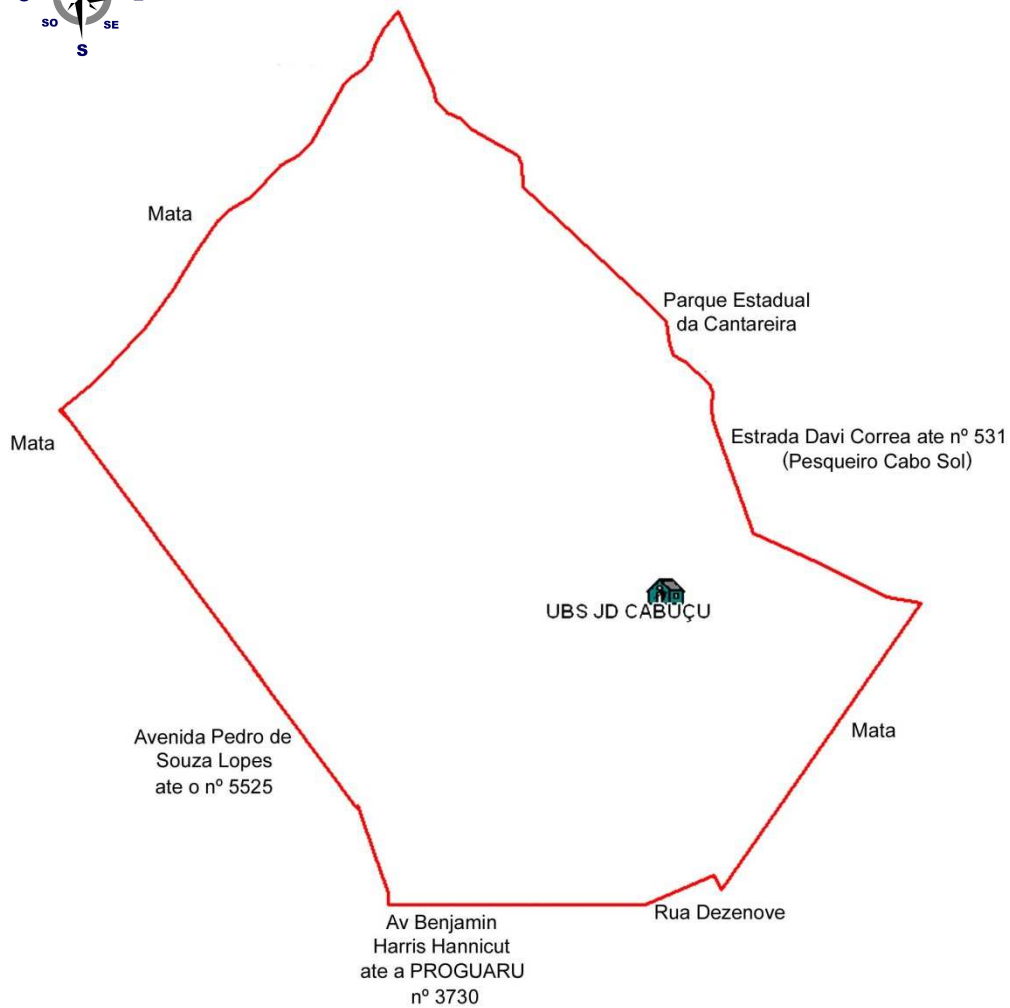 SO
SE
S
Mata
Parque Estadual
da Cantareira
Mata
Estrada Davi Correa ate nº 531
(Pesqueiro Cabo Sol)
UBS JD CABUÇU
Avenida Pedro de
Souza Lopes
ate o nº 5525
Mata
Av Benjamin
Harris Hannicut
ate a PROGUARU
nº 3730
Rua Dezenove